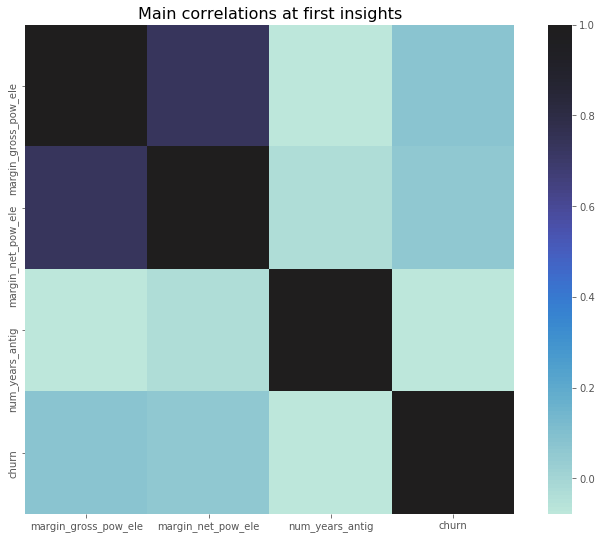 Main correlations at first insights
margin_gross_pow_ele
margin_net_pow_ele
num_years_antig
churn
margin_gross_pow_ele
margin_net_pow_ele
num_years_antig
churn
1.0
0.8
0.6
0.4
0.2
0.0